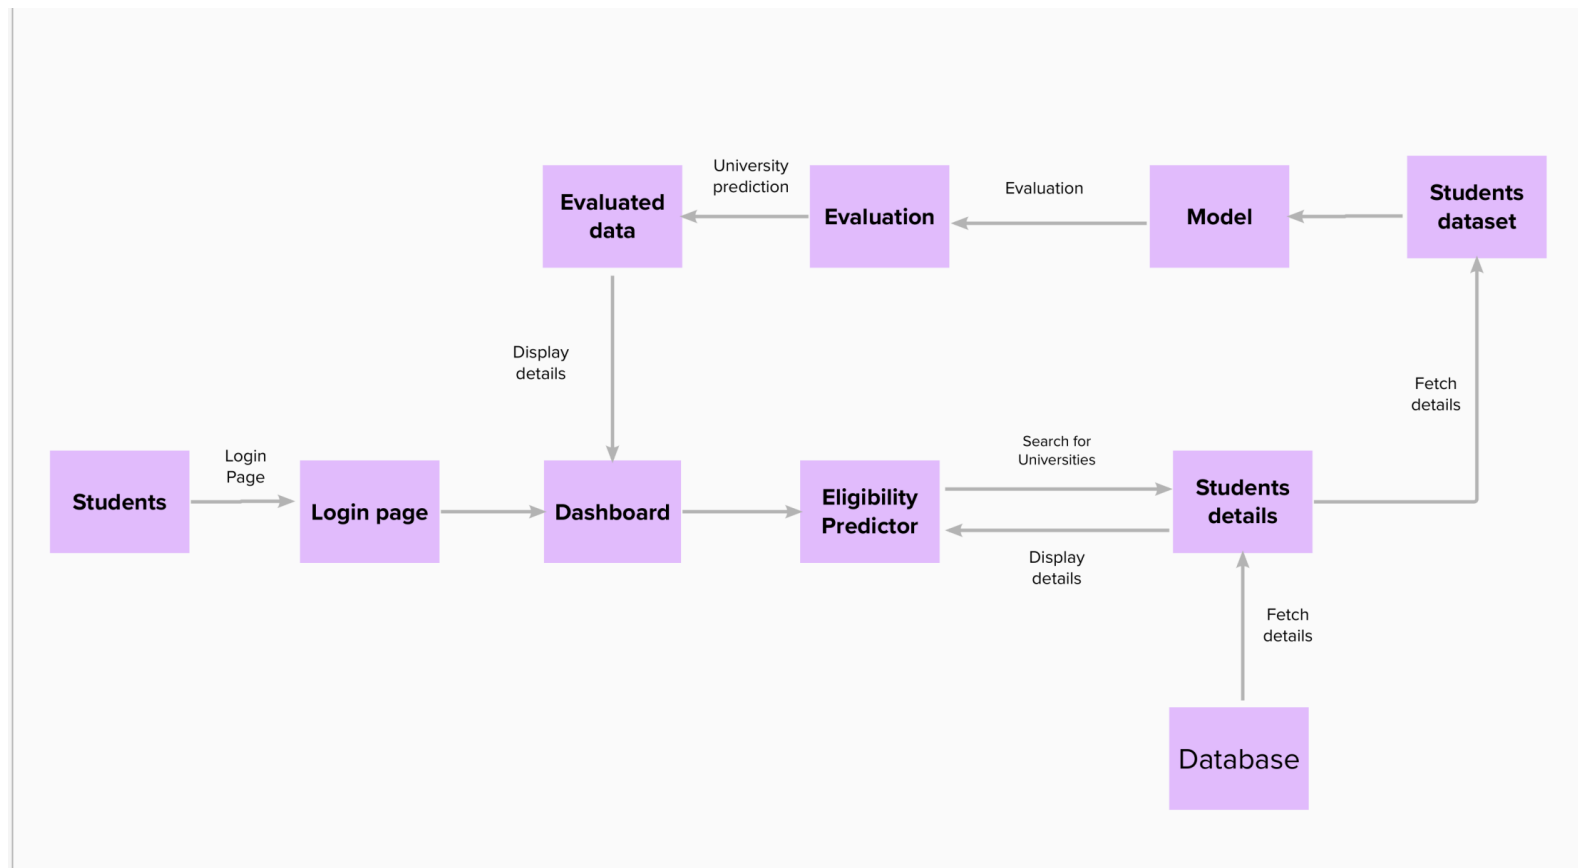 University
prediction
Evaluated
data
Evaluation
Evaluation
Model
Students
dataset
Display
details
Fetch
details
Students
Login
Page
Login page
Dashboard
Eligibility
Predictor
Search for
Universities
Display
details
Students
details
Fetch
details
Database